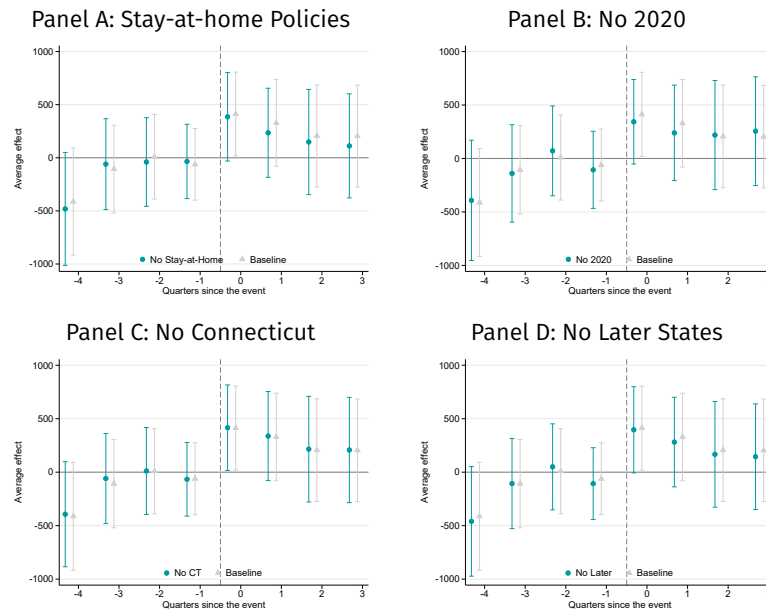 Panel A: Stay-at-home Policies
Average effect
1000
500
0
-500
-1000
No Stay-at-Home Baseline
-4 -3 -2 -1 0 1 2 3
Quarters since the event
Panel B: No 2020
Average effect
1000
500
0
-500
-1000
No 2020 Baseline
-4 -3 -2 -1 0 1 2
Quarters since the event
Panel C: No Connecticut
Average effect
1000
500
0
-500
-1000
No CT Baseline
-4 -3 -2 -1 0 1 2 3
Quarters since the event
Panel D: No Later States
Average effect
1000
500
0
-500
-1000
No Later Baseline
-4 -3 -2 -1 0 1 2
Quarters since the event